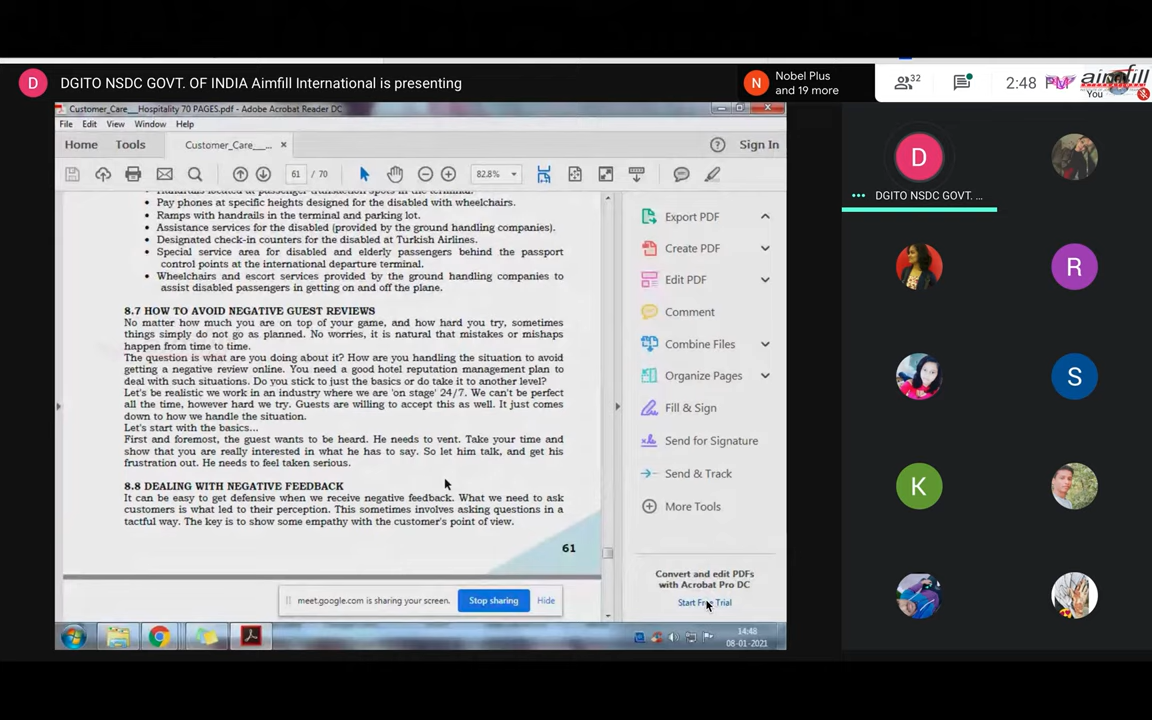 D DGITO NSDC GOVT. OF INDIA Aimfill International is presenting
N Nobel Plus and 19 more
32
2:48 PM
aimfill
You
Customer_Care___Hospitality 70 PAGES.pdf - Adobe Acrobat Reader DC
File Edit View Window Help
Home Tools Customer_Care___... × ? Sign In
61 / 70 82.8%
• Handrails located at passenger transaction spots in the terminal.
• Pay phones at specific heights designed for the disabled with wheelchairs.
• Ramps with handrails in the terminal and parking lot.
• Assistance services for the disabled (provided by the ground handling companies).
• Designated check-in counters for the disabled at Turkish Airlines.
• Special service area for disabled and elderly passengers behind the passport
control points at the international departure terminal.
• Wheelchairs and escort services provided by the ground handling companies to
assist disabled passengers in getting on and off the plane.
8.7 HOW TO AVOID NEGATIVE GUEST REVIEWS
No matter how much you are on top of your game, and how hard you try, sometimes
things simply do not go as planned. No worries, it is natural that mistakes or mishaps
happen from time to time.
The question is what are you doing about it? How are you handling the situation to avoid
getting a negative review online. You need a good hotel reputation management plan to
deal with such situations. Do you stick to just the basics or do take it to another level?
Let's be realistic we work in an industry where we are 'on stage' 24/7. We can't be perfect
all the time, however hard we try. Guests are willing to accept this as well. It just comes
down to how we handle the situation.
Let's start with the basics...
First and foremost, the guest wants to be heard. He needs to vent. Take your time and
show that you are really interested in what he has to say. So let him talk, and get his
frustration out. He needs to feel taken serious.
8.8 DEALING WITH NEGATIVE FEEDBACK
It can be easy to get defensive when we receive negative feedback. What we need to ask
customers is what led to their perception. This sometimes involves asking questions in a
tactful way. The key is to show some empathy with the customer's point of view.
61
Export PDF
Create PDF
Edit PDF
Comment
Combine Files
Organize Pages
Fill & Sign
Send for Signature
Send & Track
More Tools
Convert and edit PDFs
with Acrobat Pro DC
Start Free Trial
meet.google.com is sharing your screen. Stop sharing Hide
14:48
08-01-2021
D
DGITO NSDC GOVT. ...
R
S
K